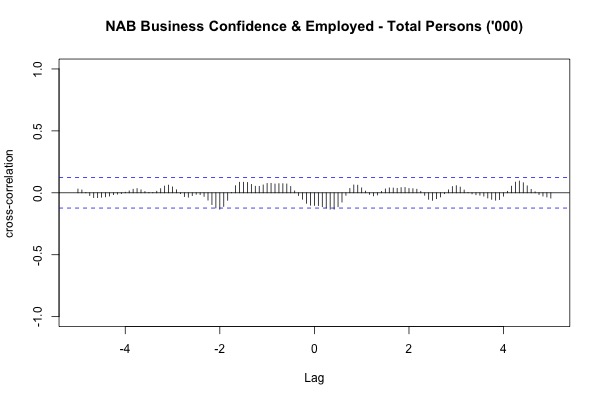 NAB Business Confidence & Employed - Total Persons ('000)
cross-correlation
1.0
0.5
0.0
-0.5
-1.0
-4 -2 0 2 4
Lag